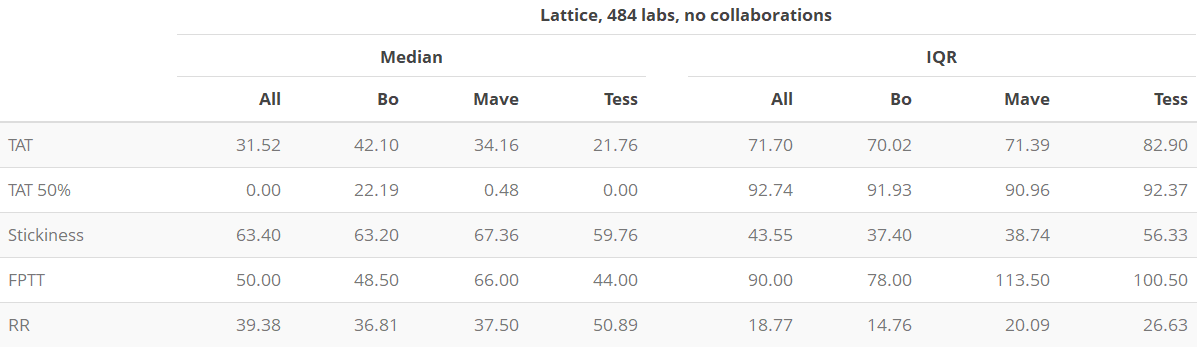 Lattice, 484 labs, no collaborations
Median IQR
All Bo Mave Tess All Bo Mave Tess
TAT 31.52 42.10 34.16 21.76 71.70 70.02 71.39 82.90
TAT 50% 0.00 22.19 0.48 0.00 92.74 91.93 90.96 92.37
Stickiness 63.40 63.20 67.36 59.76 43.55 37.40 38.74 56.33
FPTT 50.00 48.50 66.00 44.00 90.00 78.00 113.50 100.50
RR 39.38 36.81 37.50 50.89 18.77 14.76 20.09 26.63